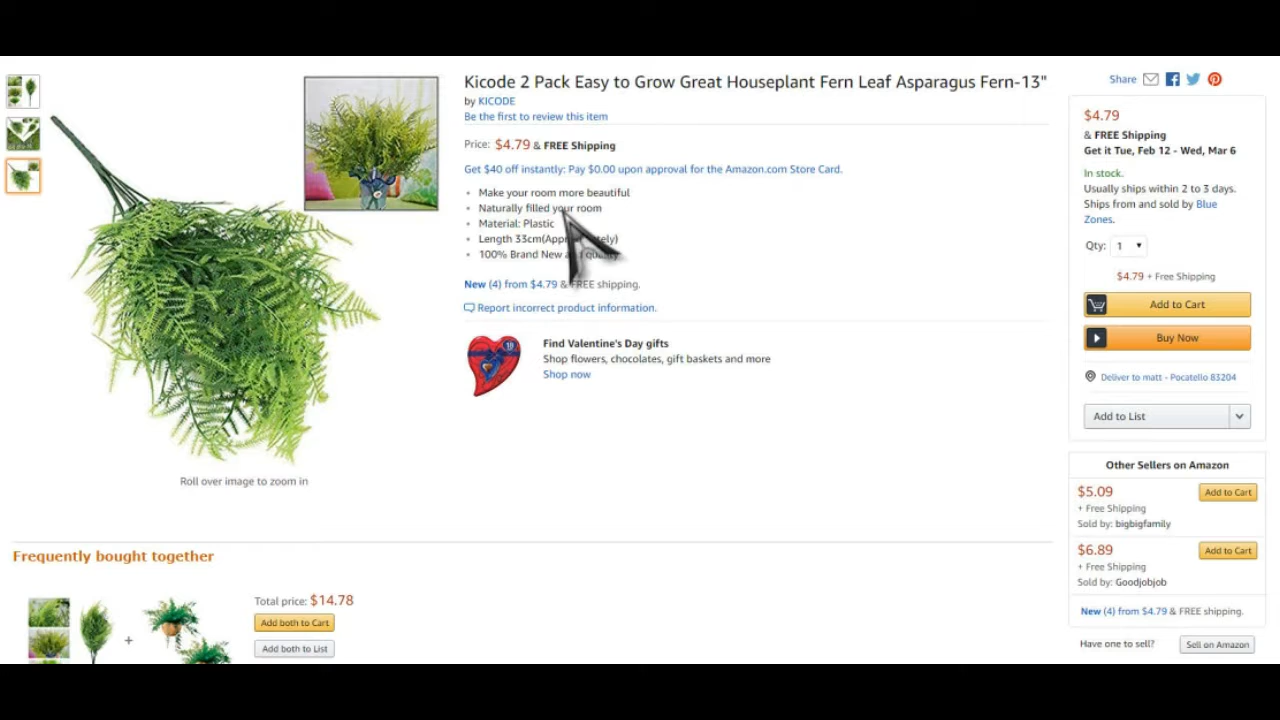 Kicode 2 Pack Easy to Grow Great Houseplant Fern Leaf Asparagus Fern-13"
by KICODE
Be the first to review this item
Price: $4.79 & FREE Shipping
Get $40 off instantly: Pay $0.00 upon approval for the Amazon.com Store Card.
Make your room more beautiful
Naturally filled your room
Material: Plastic
Length 33cm(App tely)
100% Brand New
New (4) from $4.79 & FREE shipping.
Report incorrect product information.
Find Valentine's Day gifts
Shop flowers, chocolates, gift baskets and more
Shop now
Roll over image to zoom in
Share
$4.79
& FREE Shipping
Get it Tue, Feb 12 - Wed, Mar 6
In stock.
Usually ships within 2 to 3 days.
Ships from and sold by Blue
Zones.
Qty: 1
$4.79 + Free Shipping
Add to Cart
Buy Now
Deliver to matt - Pocatello 83204
Add to List
Other Sellers on Amazon
$5.09
Add to Cart
+ Free Shipping
Sold by: bigbigfamily
$6.89
Add to Cart
+ Free Shipping
Sold by: Goodjobjob
New (4) from $4.79 & FREE shipping.
Have one to sell?
Sell on Amazon
Frequently bought together
+
Total price: $14.78
Add both to Cart
Add both to List